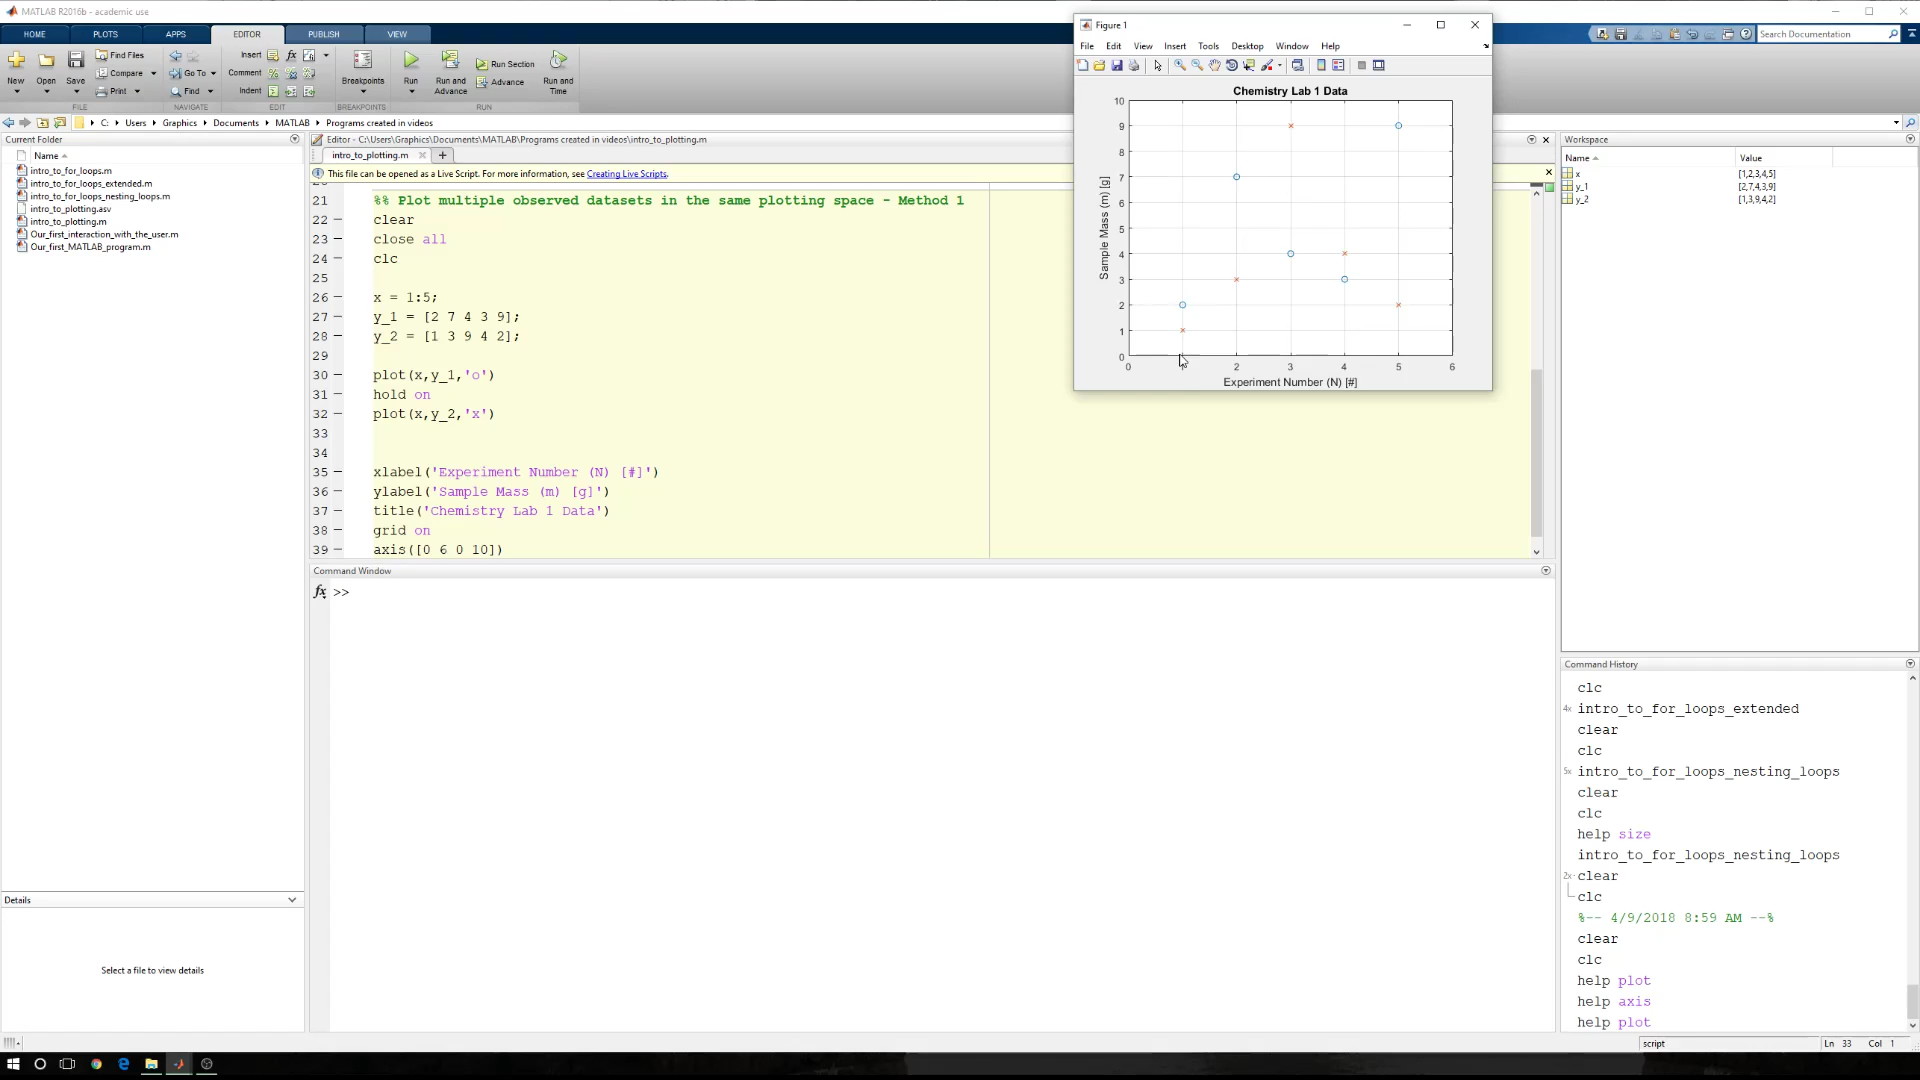 MATLAB R2016b - academic use
HOME PLOTS APPS EDITOR PUBLISH VIEW
Search Documentation
New Open Save Find Files Compare Print
Go To Find
Insert fx
Comment
Indent
Breakpoints
Run Run and Advance Run Section Advance Run and Time
FILE NAVIGATE EDIT BREAKPOINTS RUN
C: Users Graphics Documents MATLAB Programs created in videos
Current Folder
Name
intro_to_for_loops.m
intro_to_for_loops_extended.m
intro_to_for_loops_nesting_loops.m
intro_to_plotting.asv
intro_to_plotting.m
Our_first_interaction_with_the_user.m
Our_first_MATLAB_program.m
Details
Select a file to view details
Editor - C:\Users\Graphics\Documents\MATLAB\Programs created in videos\intro_to_plotting.m
intro_to_plotting.m
This file can be opened as a Live Script. For more information, see Creating Live Scripts.
21 %% Plot multiple observed datasets in the same plotting space - Method 1
22 – clear
23 – close all
24 – clc
25
26 – x = 1:5;
27 – y_1 = [2 7 4 3 9];
28 – y_2 = [1 3 9 4 2];
29
30 – plot(x,y_1,'o')
31 – hold on
32 – plot(x,y_2,'x')
33
34
35 – xlabel('Experiment Number (N) [#]')
36 – ylabel('Sample Mass (m) [g]')
37 – title('Chemistry Lab 1 Data')
38 – grid on
39 – axis([0 6 0 10])
Command Window
fx >>
Figure 1
File Edit View Insert Tools Desktop Window Help
Chemistry Lab 1 Data
Sample Mass (m) [g]
10
9
8
7
6
5
4
3
2
1
0
0 2 3 4 5 6
Experiment Number (N) [#]
Workspace
Name Value
x [1,2,3,4,5]
y_1 [2,7,4,3,9]
y_2 [1,3,9,4,2]
Command History
clc
4x intro_to_for_loops_extended
clear
clc
5x intro_to_for_loops_nesting_loops
clear
clc
help size
intro_to_for_loops_nesting_loops
2x clear
clc
%-- 4/9/2018 8:59 AM --%
clear
clc
help plot
help axis
help plot
script Ln 33 Col 1